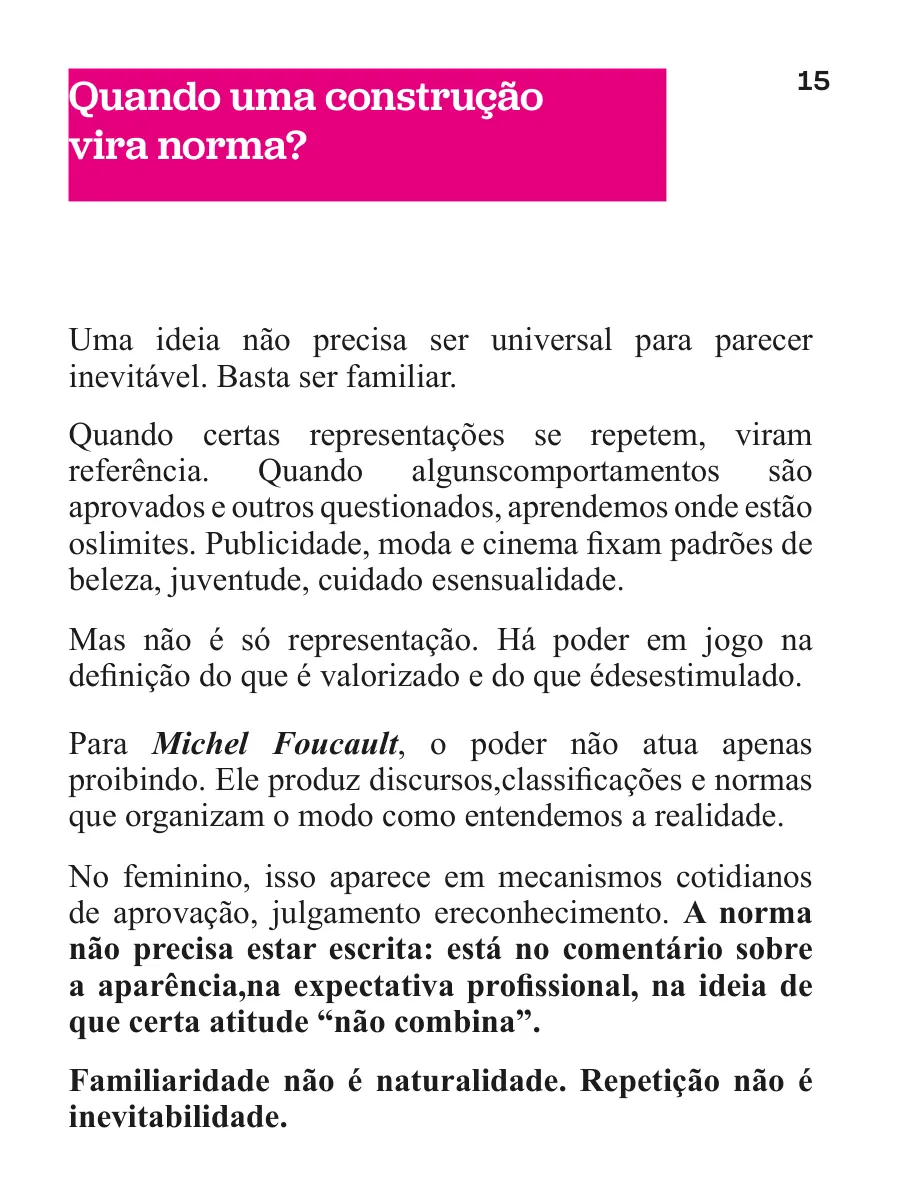 Quando uma construção
vira norma?
15
Uma ideia não precisa ser universal para parecer
inevitável. Basta ser familiar.
Quando certas representações se repetem, viram
referência. Quando algunscomportamentos são
aprovados e outros questionados, aprendemos onde estão
oslimites. Publicidade, moda e cinema fixam padrões de
beleza, juventude, cuidado esensualidade.
Mas não é só representação. Há poder em jogo na
definição do que é valorizado e do que édesestimulado.
Para Michel Foucault, o poder não atua apenas
proibindo. Ele produz discursos,classificações e normas
que organizam o modo como entendemos a realidade.
No feminino, isso aparece em mecanismos cotidianos
de aprovação, julgamento ereconhecimento. A norma
não precisa estar escrita: está no comentário sobre
a aparência,na expectativa profissional, na ideia de
que certa atitude “não combina”.
Familiaridade não é naturalidade. Repetição não é
inevitabilidade.